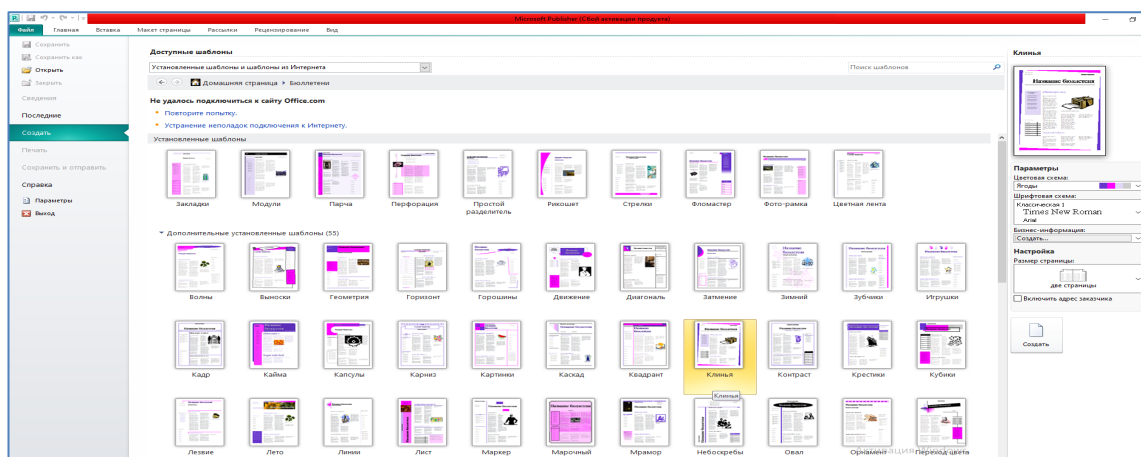 Microsoft Publisher (Сбой активации продукта)
Файл Главная Вставка Макет страницы Рассылки Рецензирование Вид
Сохранить
Сохранить как
Открыть
Закрыть
Сведения
Последние
Создать
Печать
Сохранить и отправить
Справка
Параметры
Выход
Доступные шаблоны
Установленные шаблоны и шаблоны из Интернета
Поиск шаблонов
Домашняя страница Бюллетени
Не удалось подключиться к сайту Office.com
Повторите попытку.
Устранение неполадок подключения к Интернету.
Установленные шаблоны
Закладки Модули Парча Перфорация Простой разделитель Рикошет Стрелки Фломастер Фото-рамка Цветная лента
Дополнительные установленные шаблоны (55)
Волны Выноски Геометрия Горизонт Горошины Движение Диагональ Затмение Зимний Зубчики Игрушки
Кадр Кайма Капсулы Карниз Картинки Каскад Квадрант Клинья Контраст Крестики Кубики
Клинья
Лезвие Лето Линии Лист Маркер Марочный Мрамор Небоскребы Овал Орнамент Переход цвета
Клинья
Название бюллетеня
Параметры
Цветовая схема:
Ягоды
Шрифтовая схема:
Классическая 1
Times New Roman
Arial
Бизнес-информация:
Создать...
Настройка
Размер страницы:
две страницы
Включить адрес заказчика
Создать